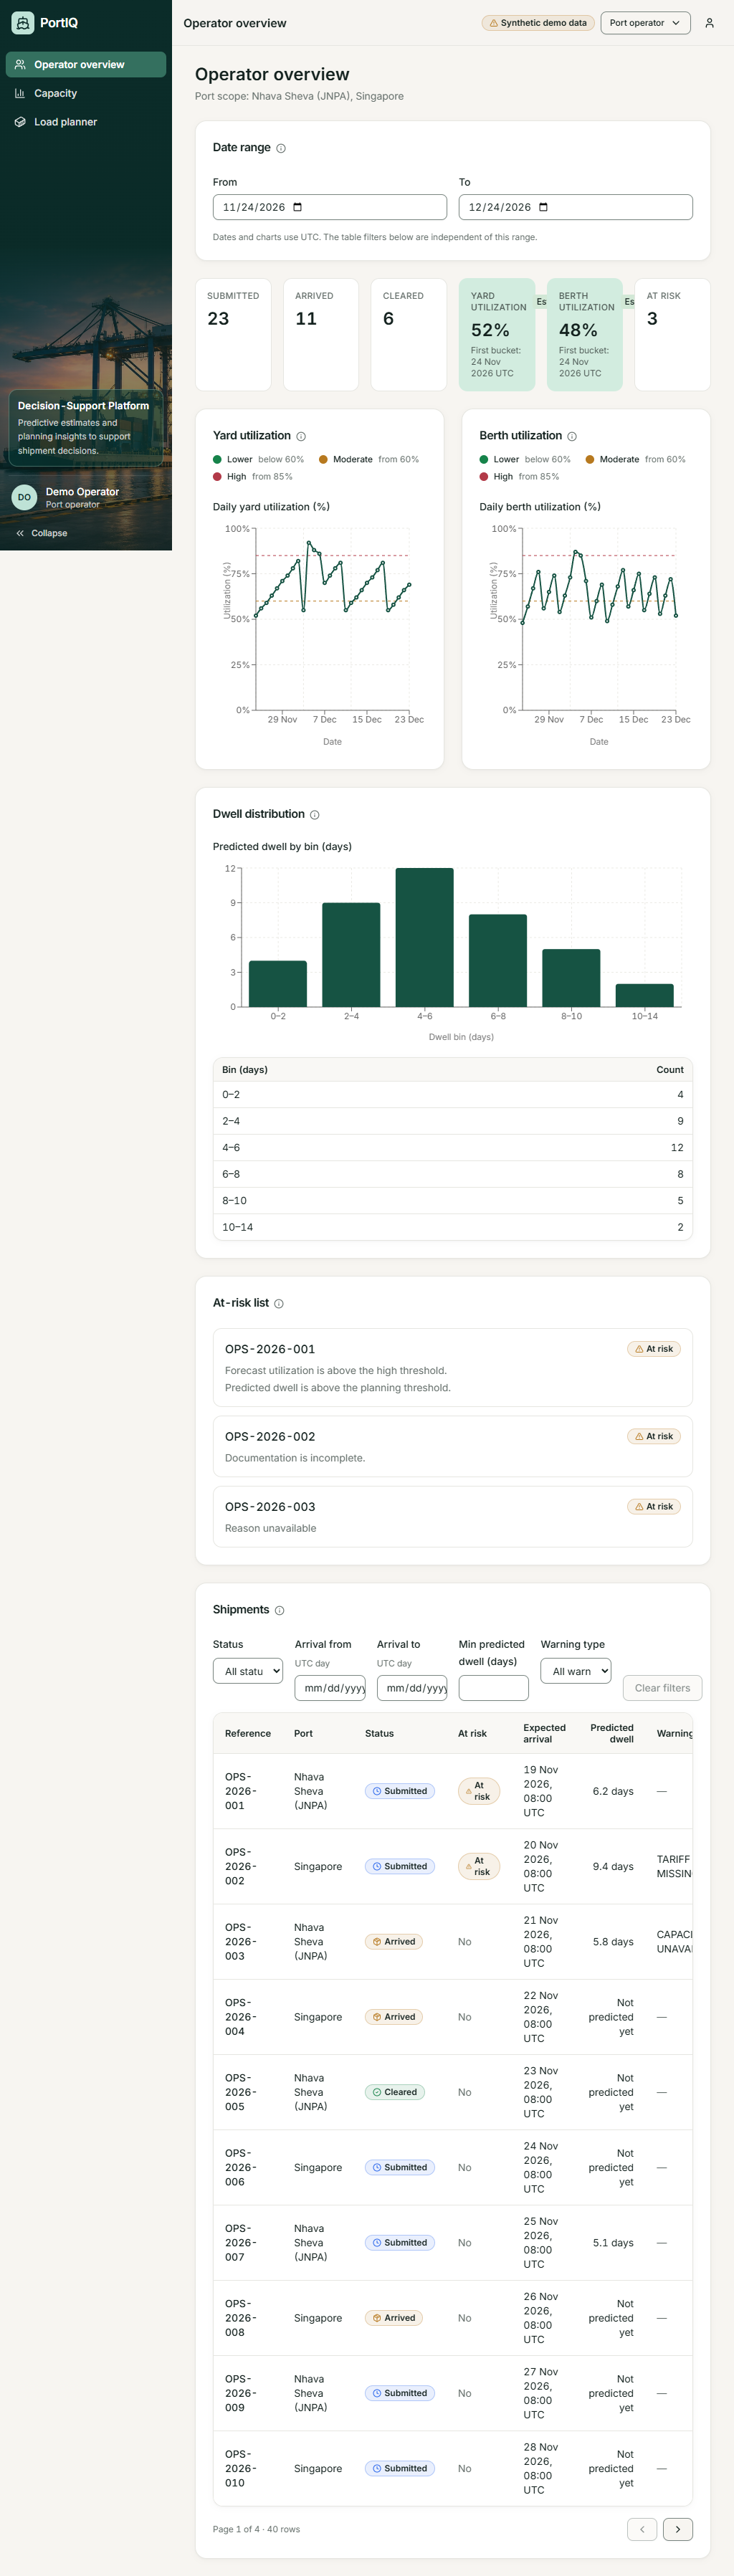 PortIQ
Operator overview
Capacity
Load planner
Decision-Support Platform
Predictive estimates and
planning insights to support
shipment decisions.
DO
Demo Operator
Port operator
Collapse
Operator overview
Synthetic demo data
Port operator
Operator overview
Port scope: Nhava Sheva (JNPA), Singapore
Date range
From
To
11/24/2026
12/24/2026
Dates and charts use UTC. The table filters below are independent of this range.
SUBMITTED
23
ARRIVED
11
CLEARED
6
YARD
UTILIZATION
Es
52%
First bucket:
24 Nov
2026 UTC
BERTH
UTILIZATION
Es
48%
First bucket:
24 Nov
2026 UTC
AT RISK
3
Yard utilization
Lower below 60%
Moderate from 60%
High from 85%
Daily yard utilization (%)
Utilization (%)
100%
75%
50%
25%
0%
29 Nov
7 Dec
15 Dec
23 Dec
Date
Berth utilization
Lower below 60%
Moderate from 60%
High from 85%
Daily berth utilization (%)
Utilization (%)
100%
75%
50%
25%
0%
29 Nov
7 Dec
15 Dec
23 Dec
Date
Dwell distribution
Predicted dwell by bin (days)
12
9
6
3
0
0–2
2–4
4–6
6–8
8–10
10–14
Dwell bin (days)
Bin (days) Count
0–2 4
2–4 9
4–6 12
6–8 8
8–10 5
10–14 2
At-risk list
OPS-2026-001
At risk
Forecast utilization is above the high threshold.
Predicted dwell is above the planning threshold.
OPS-2026-002
At risk
Documentation is incomplete.
OPS-2026-003
At risk
Reason unavailable
Shipments
Status
All statu
Arrival from
UTC day
mm/dd/yyyy
Arrival to
UTC day
mm/dd/yyyy
Min predicted
dwell (days)
Warning type
All warn
Clear filters
Reference
Port
Status
At risk
Expected
arrival
Predicted
dwell
Warning
OPS-
2026-
001
Nhava
Sheva
(JNPA)
Submitted
At
risk
19 Nov
2026,
08:00
UTC
6.2 days
—
OPS-
2026-
002
Singapore
Submitted
At
risk
20 Nov
2026,
08:00
UTC
9.4 days
TARIFF
MISSIN
OPS-
2026-
003
Nhava
Sheva
(JNPA)
Arrived
No
21 Nov
2026,
08:00
UTC
5.8 days
CAPACI
UNAVAI
OPS-
2026-
004
Singapore
Arrived
No
22 Nov
2026,
08:00
UTC
Not
predicted
yet
—
OPS-
2026-
005
Nhava
Sheva
(JNPA)
Cleared
No
23 Nov
2026,
08:00
UTC
Not
predicted
yet
—
OPS-
2026-
006
Singapore
Submitted
No
24 Nov
2026,
08:00
UTC
Not
predicted
yet
—
OPS-
2026-
007
Nhava
Sheva
(JNPA)
Submitted
No
25 Nov
2026,
08:00
UTC
5.1 days
—
OPS-
2026-
008
Singapore
Arrived
No
26 Nov
2026,
08:00
UTC
Not
predicted
yet
—
OPS-
2026-
009
Nhava
Sheva
(JNPA)
Submitted
No
27 Nov
2026,
08:00
UTC
Not
predicted
yet
—
OPS-
2026-
010
Singapore
Submitted
No
28 Nov
2026,
08:00
UTC
Not
predicted
yet
—
Page 1 of 4 · 40 rows